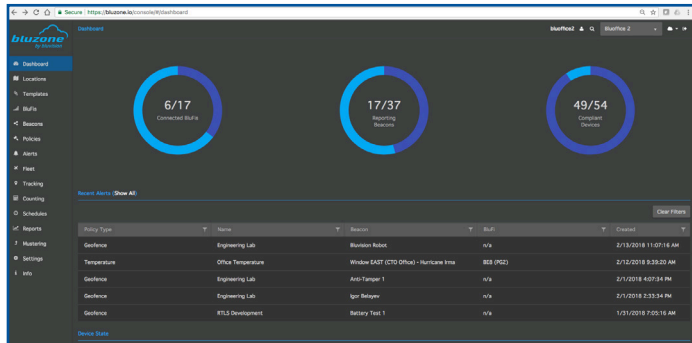 Secure | https://bluzone.io/console/#/dashboard
bluzone
by BluVision
Dashboard
bluoffice2
Bluoffice 2
Dashboard
Locations
Templates
BluFis
Beacons
Policies
Alerts
Fleet
Tracking
Counting
Schedules
Reports
Mustering
Settings
Info
6/17
Connected BluFis
17/37
Reporting
Beacons
49/54
Compliant
Devices
Recent Alerts (Show All)
Clear Filters
Policy Type Name Beacon BluFi Created
Geofence Engineering Lab Bluvision Robot n/a 2/13/2018 11:07:16 AM
Temperature Office Temperature Window EAST (CTO Office) - Hurricane Irma BE6 (PG2) 2/12/2018 9:39:20 AM
Geofence Engineering Lab Anti-Tamper 1 n/a 2/1/2018 4:07:34 PM
Geofence Engineering Lab Igor Belayev n/a 2/1/2018 2:33:34 PM
Geofence RTLS Development Battery Test 1 n/a 1/31/2018 7:05:16 AM
Device Stats